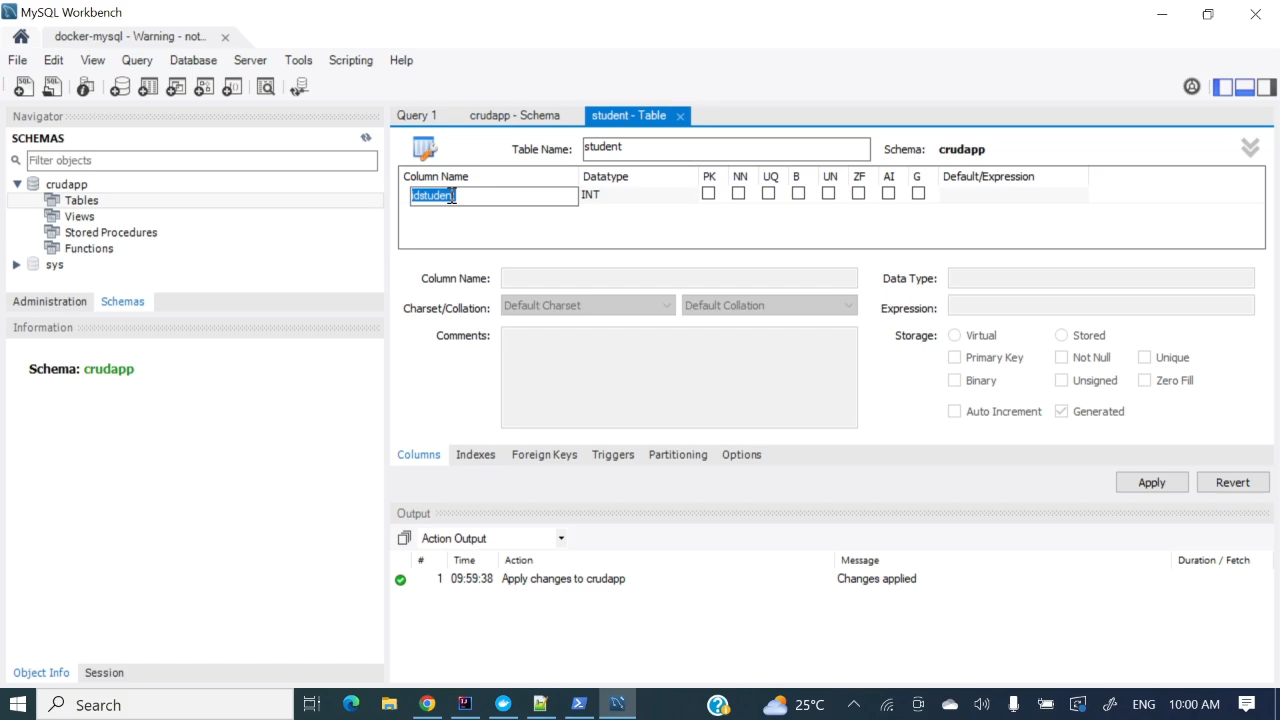 MySQL Workbench
docker-mysql - Warning - not...
File Edit View Query Database Server Tools Scripting Help
Navigator
SCHEMAS
Filter objects
crudapp
Tables
Views
Stored Procedures
Functions
sys
Administration Schemas
Information
Schema: crudapp
Object Info Session
Query 1 crudapp - Schema student - Table
Table Name: student Schema: crudapp
Column Name Datatype PK NN UQ B UN ZF AI G Default/Expression
idstudent INT
Column Name: Data Type:
Charset/Collation: Default Charset Default Collation Expression:
Comments: Storage: Virtual Stored
Primary Key Not Null Unique
Binary Unsigned Zero Fill
Auto Increment Generated
Columns Indexes Foreign Keys Triggers Partitioning Options
Apply Revert
Output
Action Output
# Time Action Message Duration / Fetch
1 09:59:38 Apply changes to crudapp Changes applied
Search 25°C ENG 10:00 AM